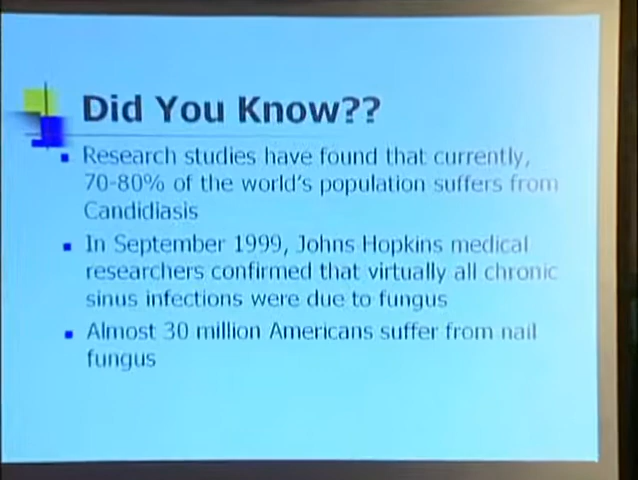 Did You Know??
Research studies have found that currently,
70-80% of the world's population suffers from
Candidiasis
In September 1999, Johns Hopkins medical
researchers confirmed that virtually all chronic
sinus infections were due to fungus
Almost 30 million Americans suffer from nail
fungus